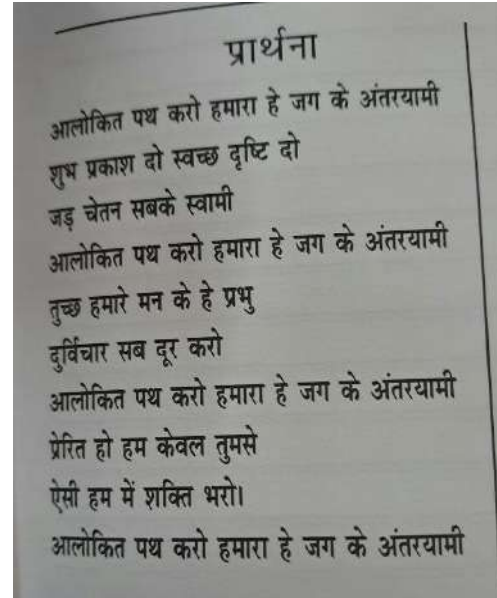 प्रार्थना
आलोकित पथ करो हमारा हे जग के अंतरयामी
शुभ प्रकाश दो स्वच्छ दृष्टि दो
जड़ चेतन सबके स्वामी
आलोकित पथ करो हमारा हे जग के अंतरयामी
तुच्छ हमारे मन के हे प्रभु
दुर्विचार सब दूर करो
आलोकित पथ करो हमारा हे जग के अंतरयामी
प्रेरित हो हम केवल तुमसे
ऐसी हम में शक्ति भरो।
आलोकित पथ करो हमारा हे जग के अंतरयामी